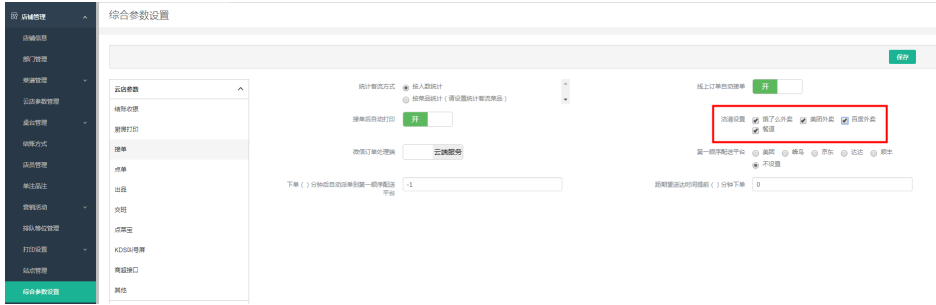 店铺管理
综合参数设置
店铺信息
部门管理
保存
渠道管理
云店参数管理
桌台管理
结账方式
店员管理
单注品注
营销活动
排队等位管理
打印设置
站点管理
综合参数设置
云店参数
结账收银
厨房打印
接单
点单
出品
交班
点菜宝
KDS叫号屏
商超接口
其他
统计客流方式 按人数统计
按菜品统计（请设置统计客流菜品）
线上订单自动接单 开
接单后自动打印 开
沽清设置 饿了么外卖 美团外卖 百度外卖
餐道
微信订单处理端 云端服务
第一顺序配送平台 美团 蜂鸟 京东 达达 顺丰
不设置
下单（ ）分钟后自动派单到第一顺序配送
平台
-1
距期望送达时间提前（ ）分钟下单 0